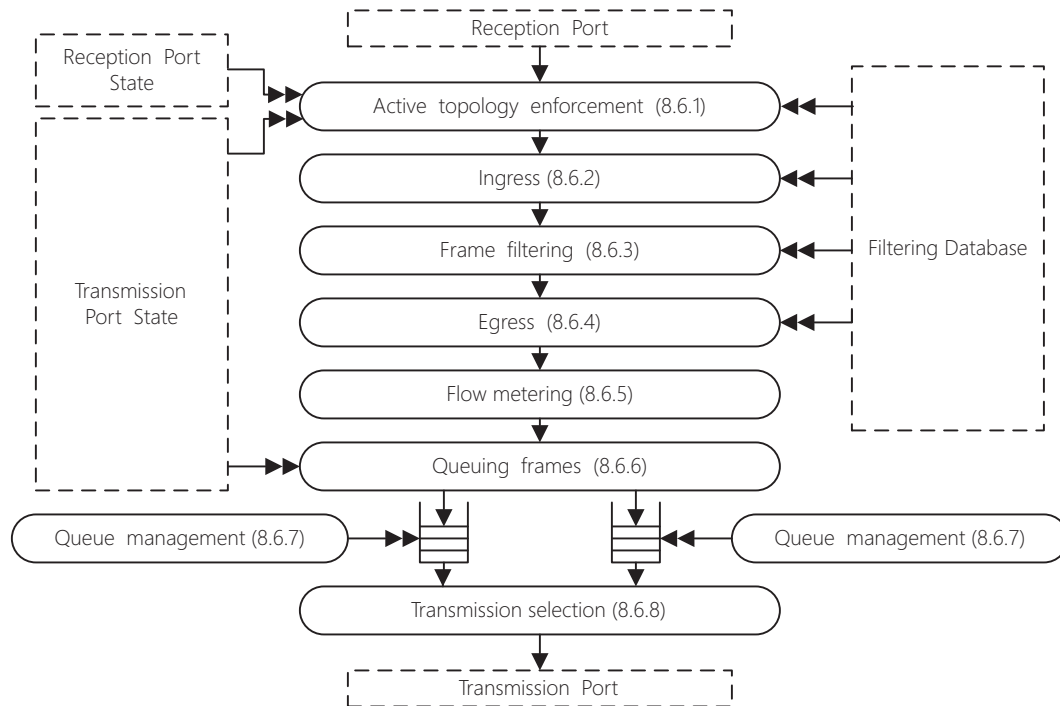 Reception Port
Reception Port
State
Active topology enforcement (8.6.1)
Ingress (8.6.2)
Frame filtering (8.6.3)
Filtering Database
Transmission
Port State
Egress (8.6.4)
Flow metering (8.6.5)
Queuing frames (8.6.6)
Queue management (8.6.7)
Queue management (8.6.7)
Transmission selection (8.6.8)
Transmission Port